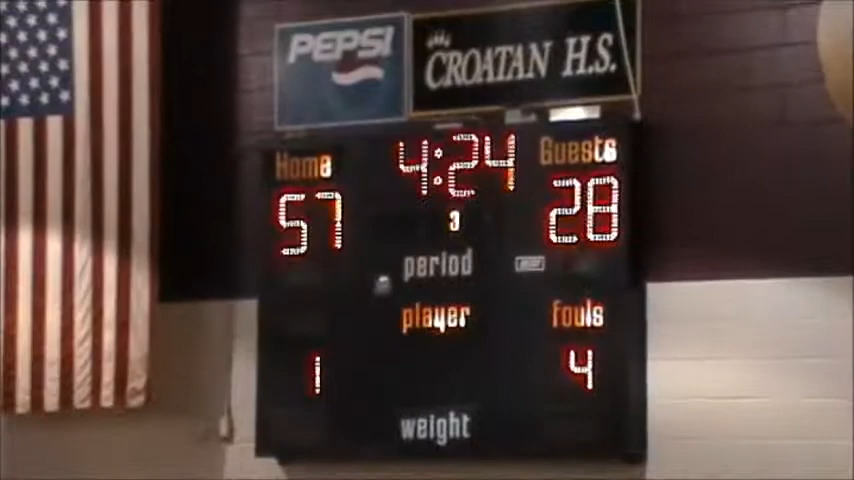 PEPSI
CROATAN H.S.
Home 4:24 Guests
57 3 28
period
player fouls
1 4
weight